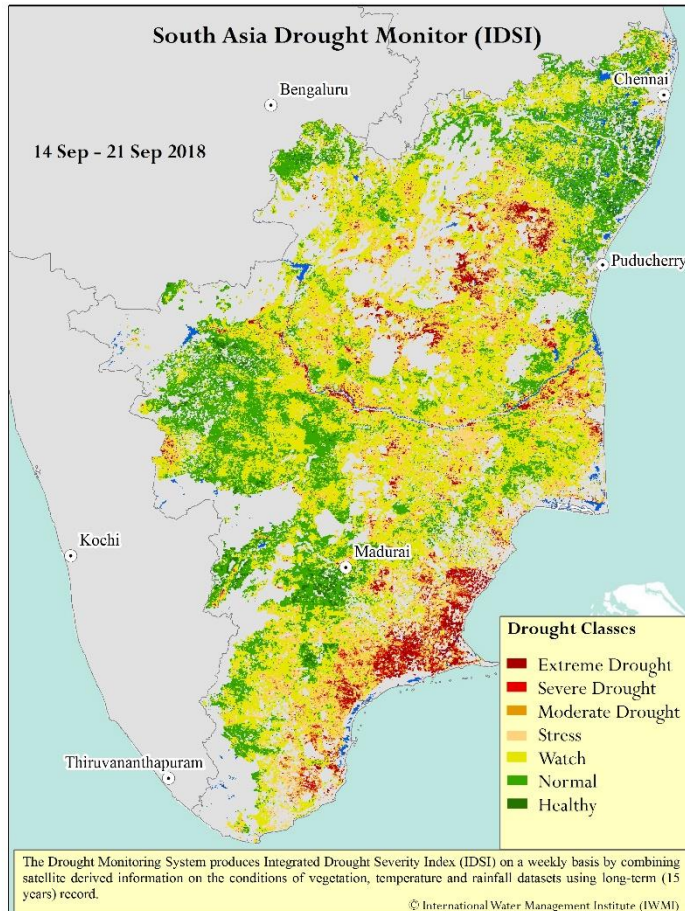 South Asia Drought Monitor (IDSI)
Chennai
Bengaluru
14 Sep - 21 Sep 2018
Puducherry
Kochi
Madurai
Thiruvananthapuram
Drought Classes
Extreme Drought
Severe Drought
Moderate Drought
Stress
Watch
Normal
Healthy
The Drought Monitoring System produces Integrated Drought Severity Index (IDSI) on a weekly basis by combining
satellite derived information on the conditions of vegetation, temperature and rainfall datasets using long-term (15
years) record.
© International Water Management Institute (IWMI)